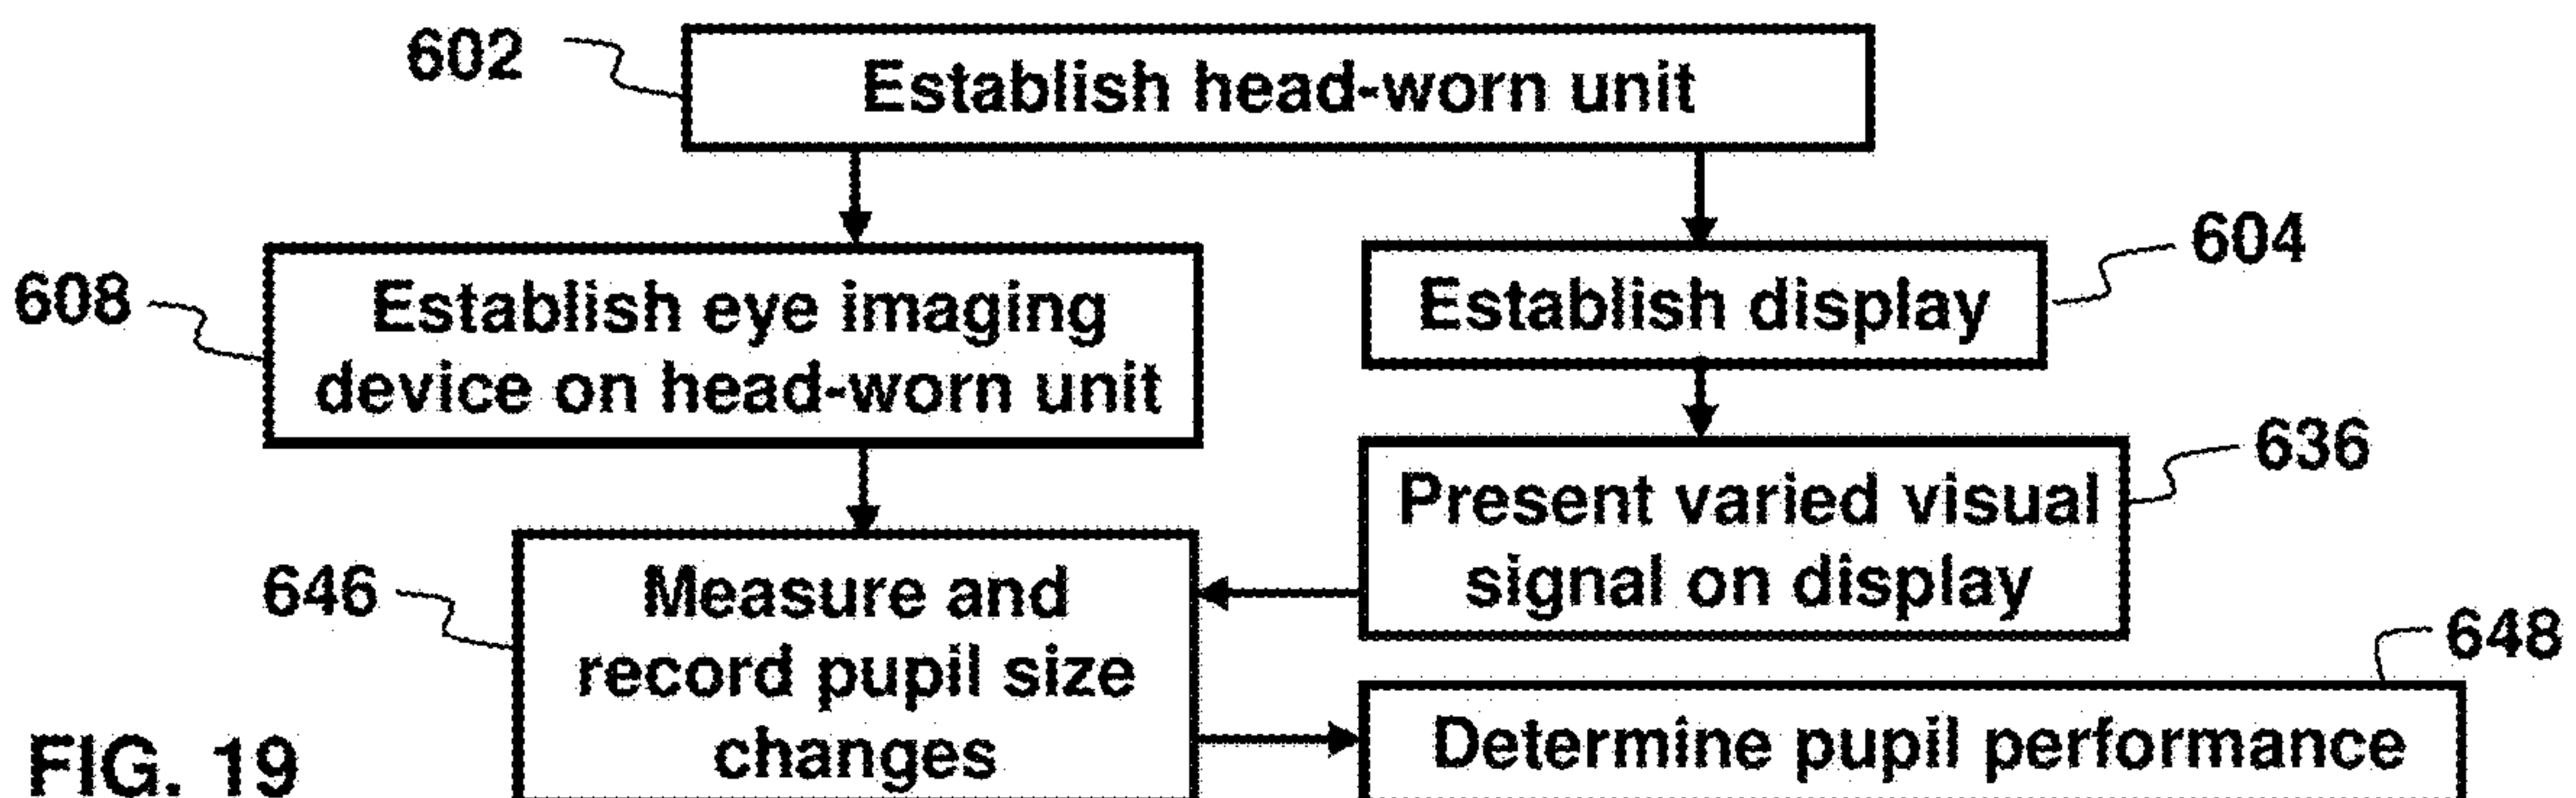 602
Establish head-worn unit
608
Establish eye imaging
device on head-worn unit
604
Establish display
636
Present varied visual
signal on display
646
Measure and
record pupil size
changes
648
Determine pupil performance
FIG. 19